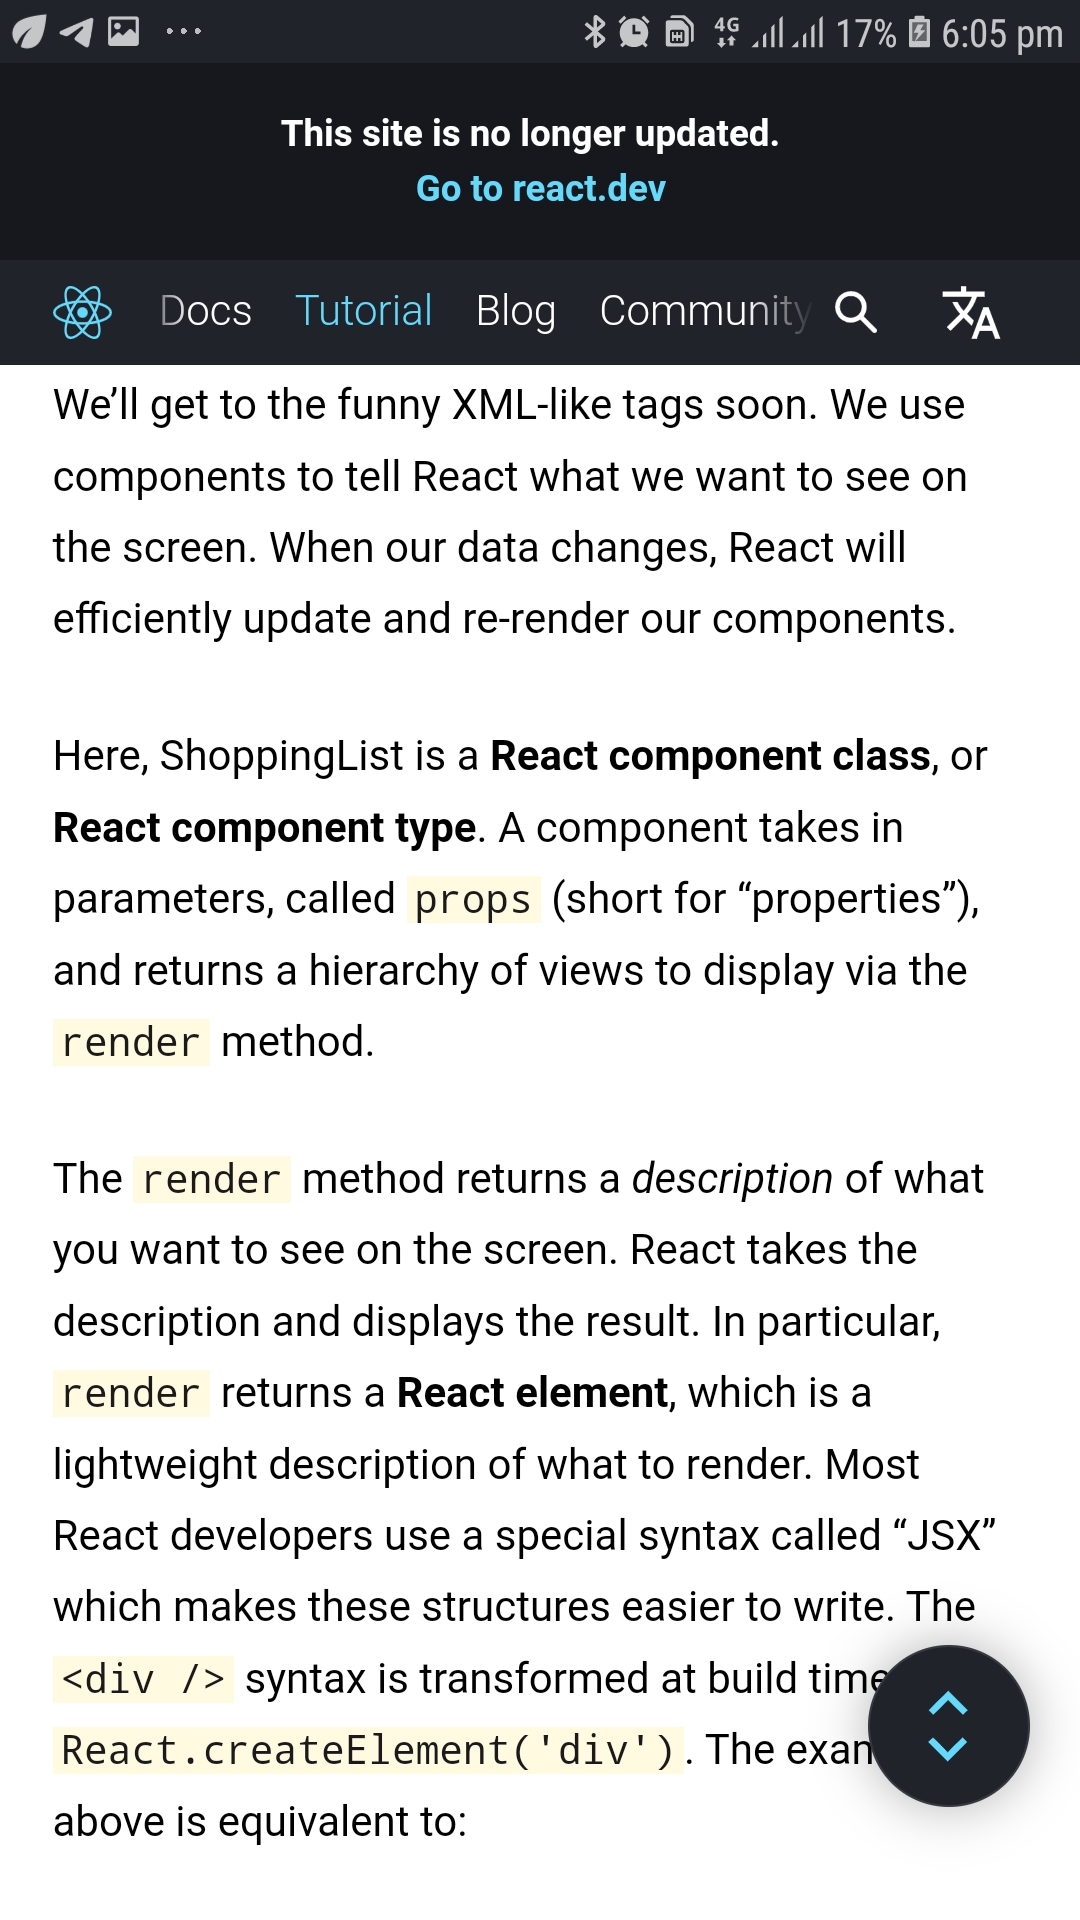 4G 17% 6:05 pm
This site is no longer updated.
Go to react.dev
Docs Tutorial Blog Community
We’ll get to the funny XML-like tags soon. We use
components to tell React what we want to see on
the screen. When our data changes, React will
efficiently update and re-render our components.
Here, ShoppingList is a React component class, or
React component type. A component takes in
parameters, called props (short for “properties”),
and returns a hierarchy of views to display via the
render method.
The render method returns a description of what
you want to see on the screen. React takes the
description and displays the result. In particular,
render returns a React element, which is a
lightweight description of what to render. Most
React developers use a special syntax called “JSX”
which makes these structures easier to write. The
<div /> syntax is transformed at build time
React.createElement('div'). The
above is equivalent to: